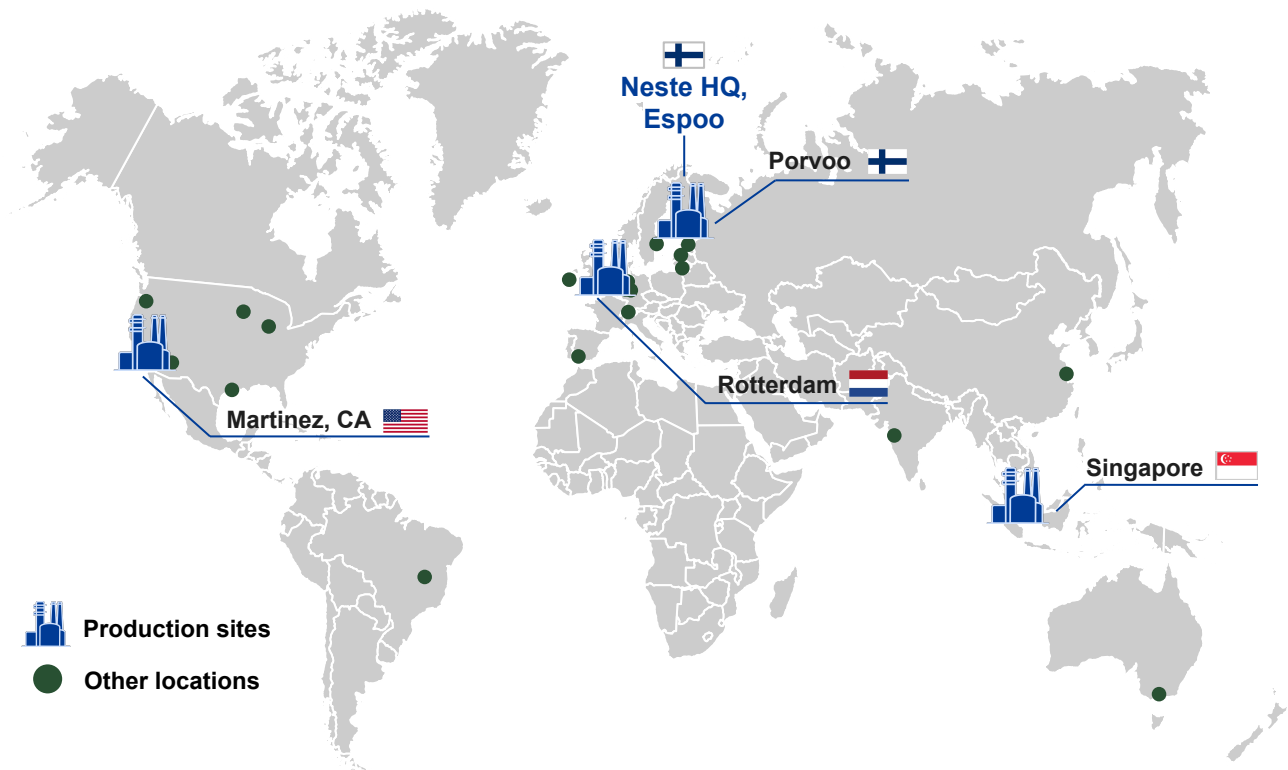 Neste HQ,
Espoo
Porvoo
Rotterdam
Martinez, CA
Singapore
Production sites
Other locations